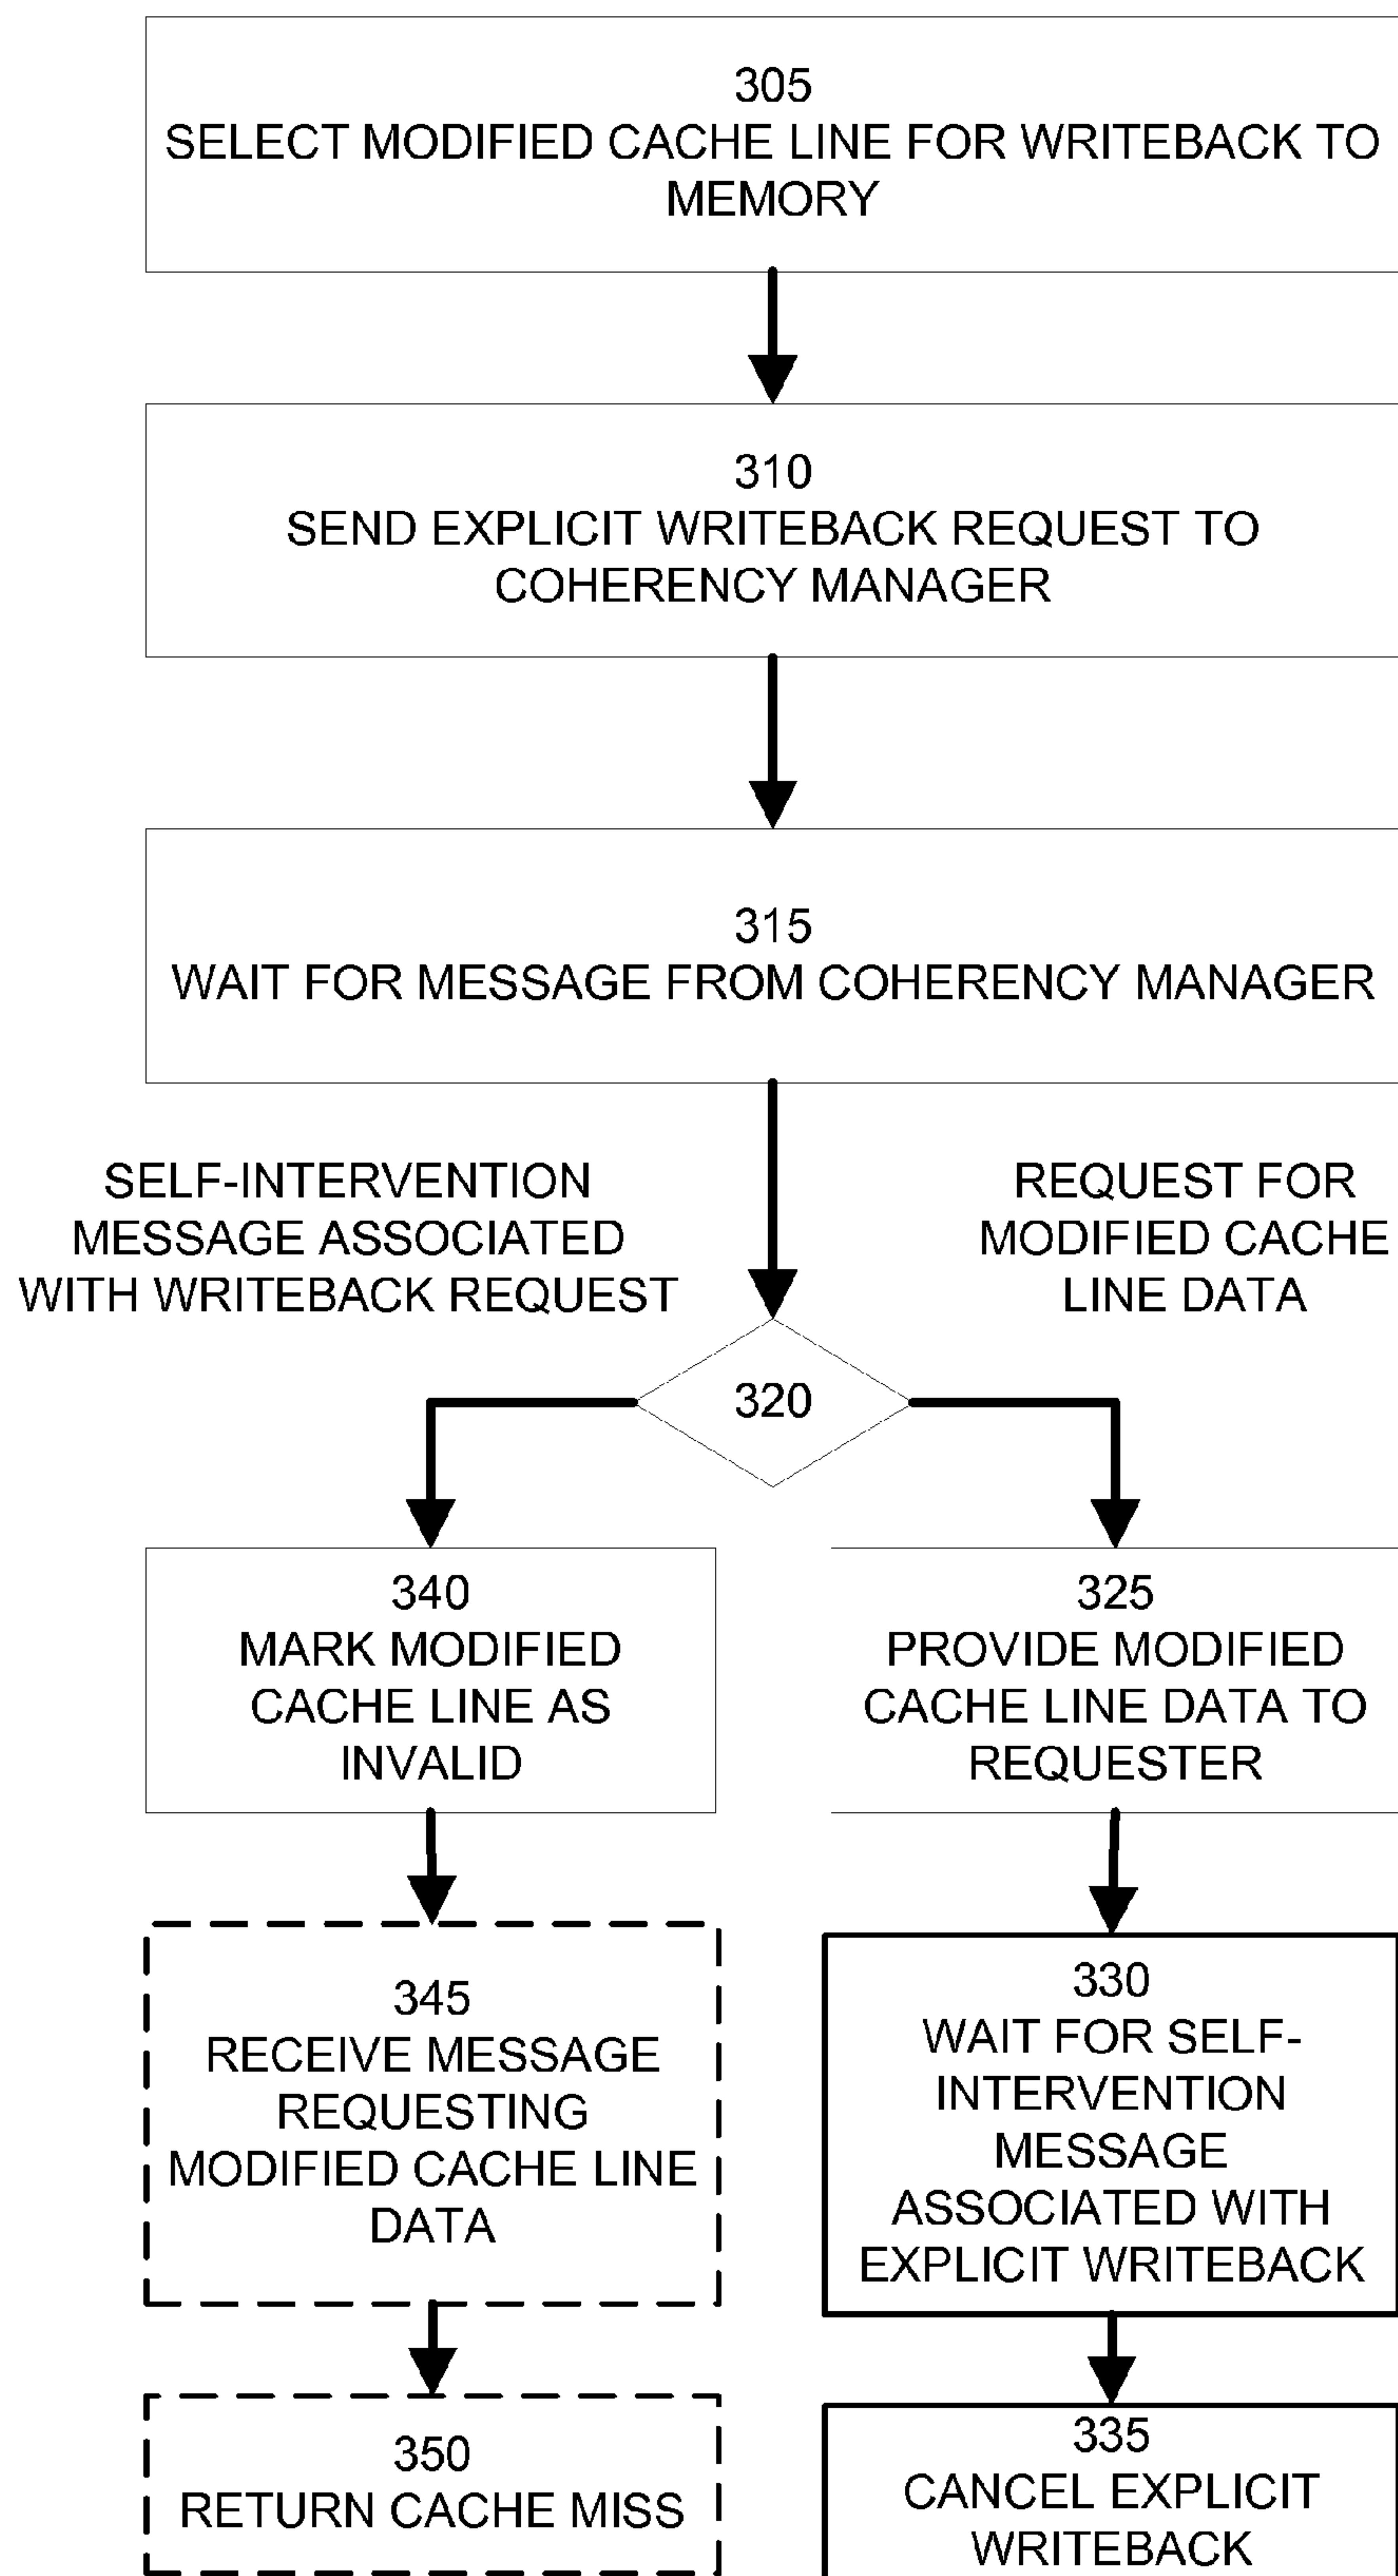 305
SELECT MODIFIED CACHE LINE FOR WRITEBACK TO
MEMORY
310
SEND EXPLICIT WRITEBACK REQUEST TO
COHERENCY MANAGER
315
WAIT FOR MESSAGE FROM COHERENCY MANAGER
SELF-INTERVENTION
MESSAGE ASSOCIATED
WITH WRITEBACK REQUEST
REQUEST FOR
MODIFIED CACHE
LINE DATA
320
340
MARK MODIFIED
CACHE LINE AS
INVALID
325
PROVIDE MODIFIED
CACHE LINE DATA TO
REQUESTER
345
RECEIVE MESSAGE
REQUESTING
MODIFIED CACHE LINE
DATA
330
WAIT FOR SELF-
INTERVENTION
MESSAGE
ASSOCIATED WITH
EXPLICIT WRITEBACK
350
RETURN CACHE MISS
335
CANCEL EXPLICIT
WRITEBACK